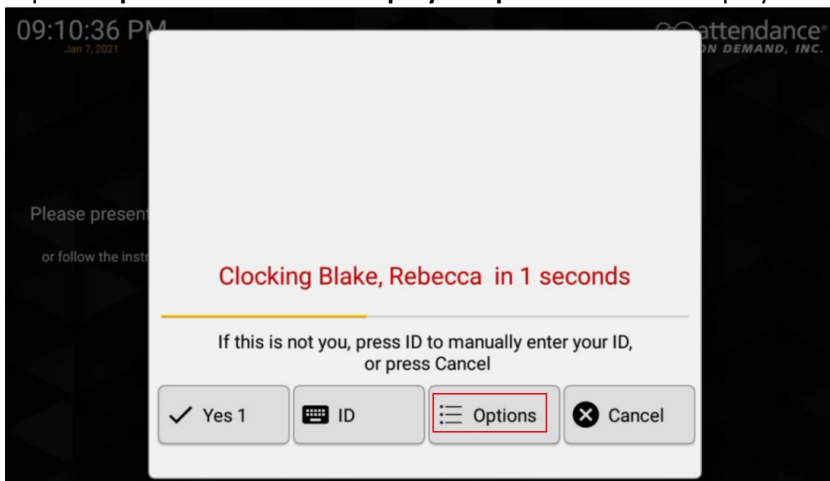 09:10:36 PM
Jan 7, 2021
attendance®
ON DEMAND, INC.
Please present
or follow the instr
Clocking Blake, Rebecca in 1 seconds
If this is not you, press ID to manually enter your ID,
or press Cancel
Yes 1
ID
Options
Cancel